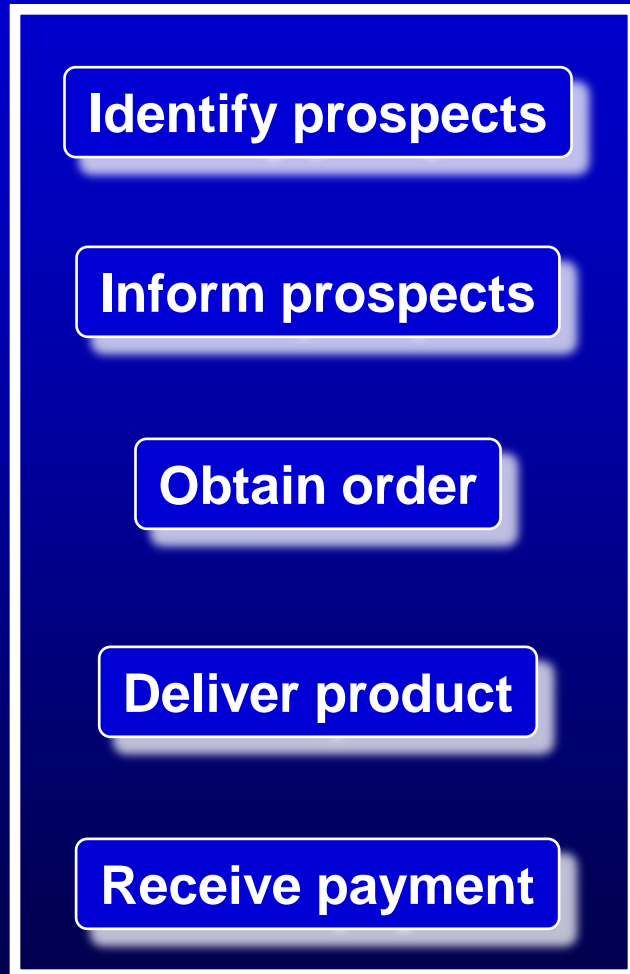 Identify prospects
Inform prospects
Obtain order
Deliver product
Receive payment